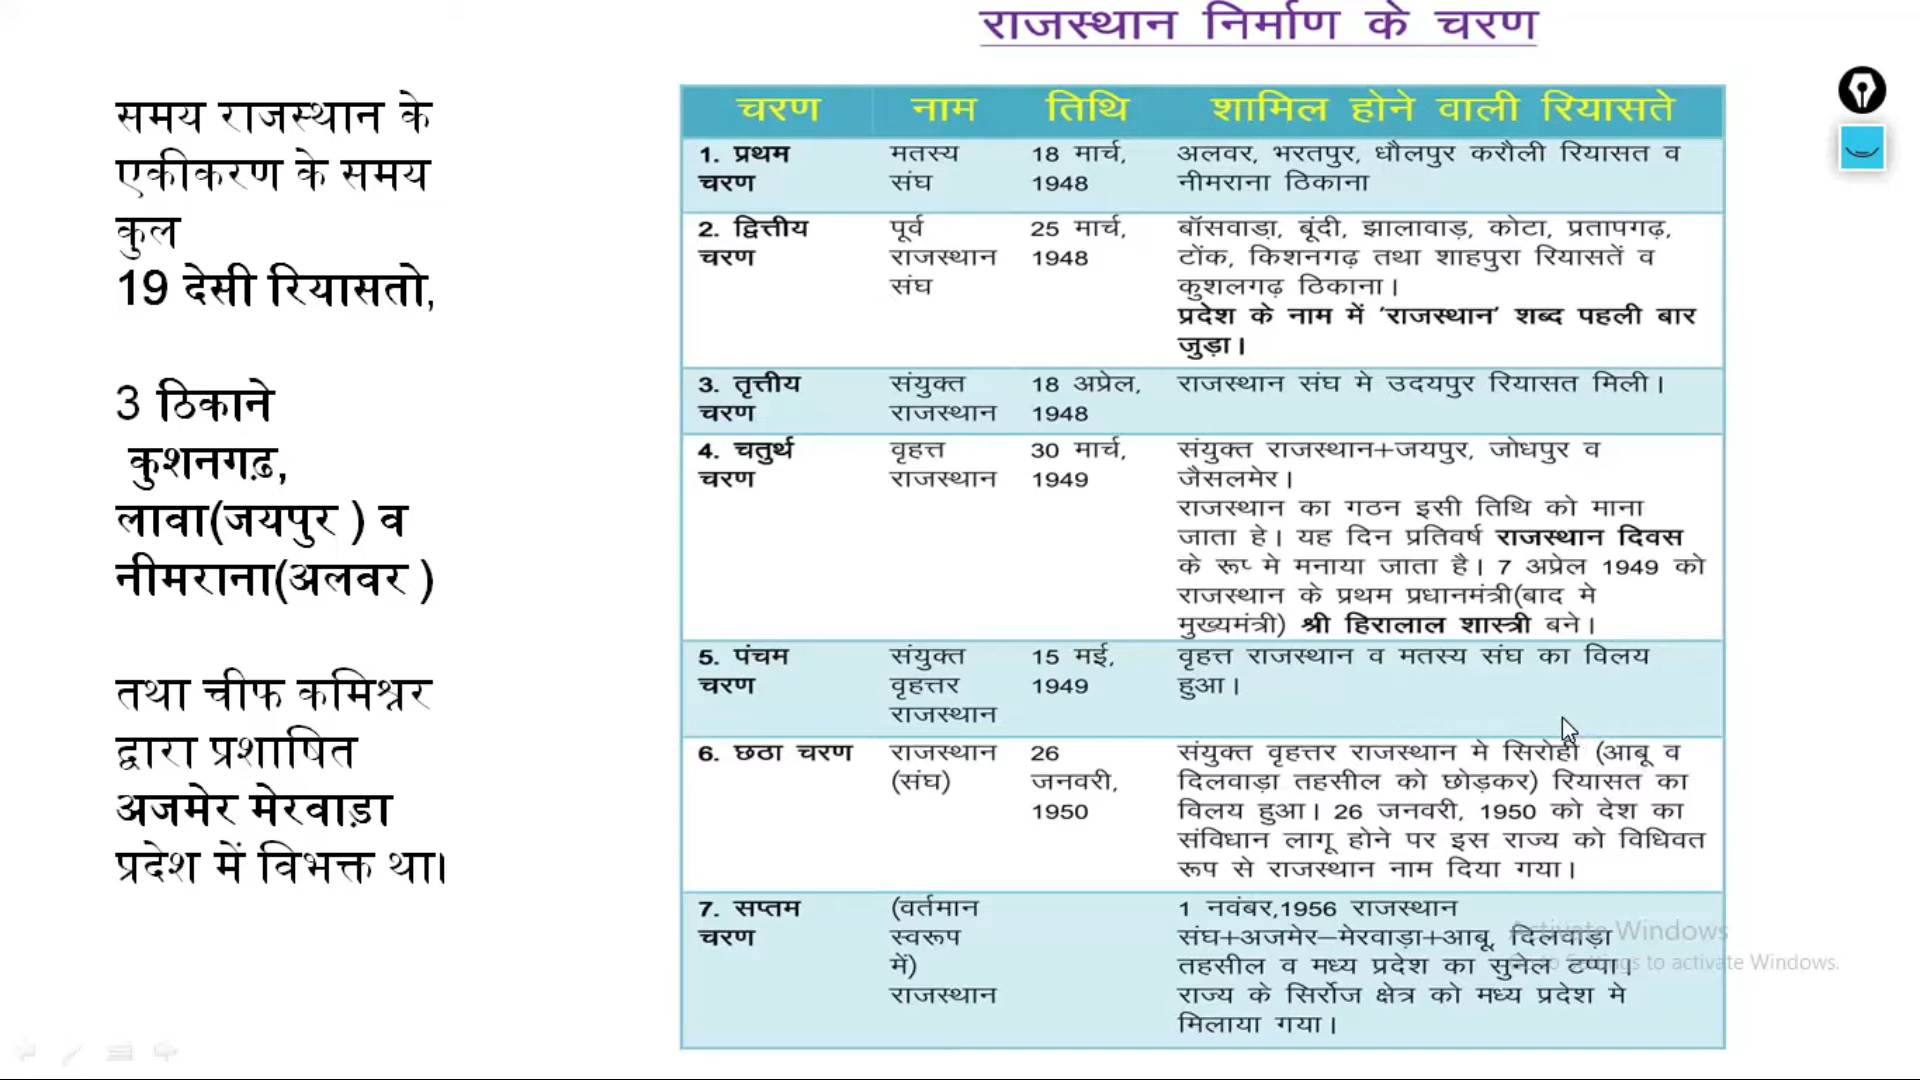 राजस्थान निर्माण के चरण
समय राजस्थान के
एकीकरण के समय
कुल
19 देसी रियासतो,
3 ठिकाने
कुशनगढ़,
लावा(जयपुर ) व
नीमराना(अलवर )
तथा चीफ कमिश्नर
द्वारा प्रशाषित
अजमेर मेरवाड़ा
प्रदेश में विभक्त था।
चरण नाम तिथि शामिल होने वाली रियासते
1. प्रथम मतस्य 18 मार्च, अलवर, भरतपुर, धौलपुर करौली रियासत व
चरण संघ 1948 नीमराना ठिकाना
2. द्वित्तीय पूर्व 25 मार्च, बॉसवाडा़, बूंदी, झालावाड़, कोटा, प्रतापगढ़,
चरण राजस्थान 1948 टोंक, किशनगढ़ तथा शाहपुरा रियासतें व
संघ कुशलगढ़ ठिकाना।
प्रदेश के नाम में 'राजस्थान' शब्द पहली बार
जुड़ा।
3. तृत्तीय संयुक्त 18 अप्रेल, राजस्थान संघ मे उदयपुर रियासत मिली।
चरण राजस्थान 1948
4. चतुर्थ वृहत्त 30 मार्च, संयुक्त राजस्थान+जयपुर, जोधपुर व
चरण राजस्थान 1949 जैसलमेर।
राजस्थान का गठन इसी तिथि को माना
जाता हे। यह दिन प्रतिवर्ष राजस्थान दिवस
के रूप मे मनाया जाता है। 7 अप्रेल 1949 को
राजस्थान के प्रथम प्रधानमंत्री(बाद मे
मुख्यमंत्री) श्री हिरालाल शास्त्री बने।
5. पंचम संयुक्त 15 मई, वृहत्त राजस्थान व मतस्य संघ का विलय
चरण वृहत्तर 1949 हुआ।
राजस्थान
6. छठा चरण राजस्थान 26 संयुक्त वृहत्तर राजस्थान मे सिरोही (आबू व
(संघ) जनवरी, दिलवाड़ा तहसील को छोड़कर) रियासत का
1950 विलय हुआ। 26 जनवरी, 1950 को देश का
संविधान लागू होने पर इस राज्य को विधिवत
रूप से राजस्थान नाम दिया गया।
7. सप्तम (वर्तमान 1 नवंबर,1956 राजस्थान
चरण स्वरूप संघ+अजमेर–मेरवाड़ा+आबू, दिलवाड़ा
में) तहसील व मध्य प्रदेश का सुनेल टप्पा।
राजस्थान राज्य के सिरोंज क्षेत्र को मध्य प्रदेश मे
मिलाया गया।
Activate Windows
Go to Settings to activate Windows.